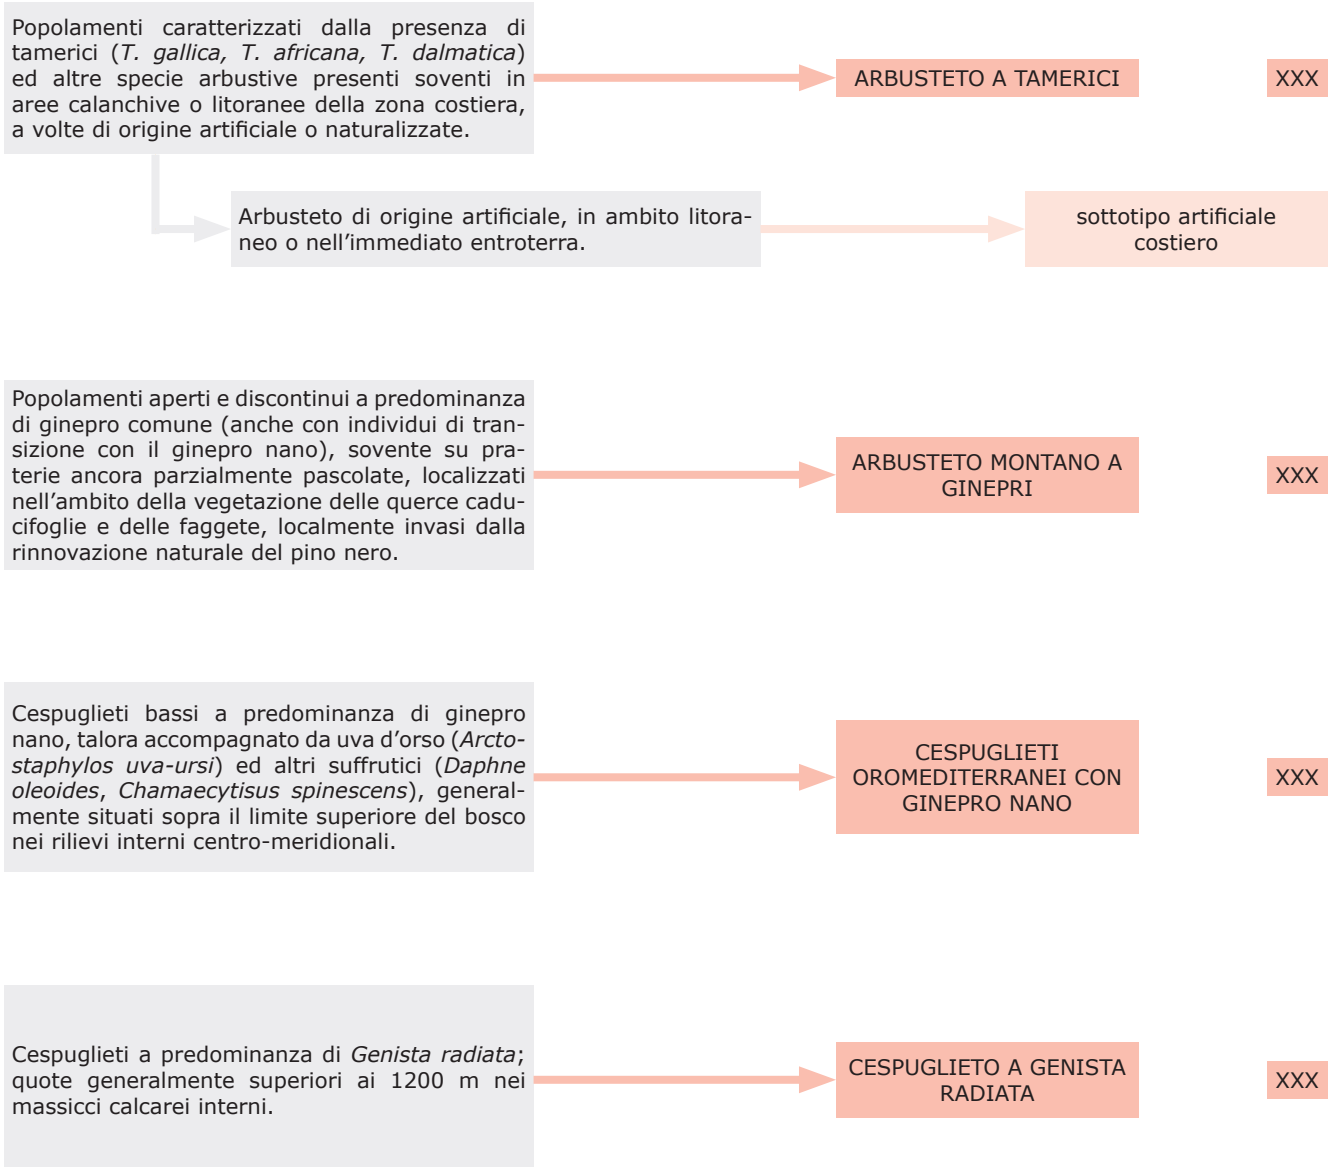 Popolamenti caratterizzati dalla presenza di
tamerici (T. gallica, T. africana, T. dalmatica)
ed altre specie arbustive presenti soventi in
aree calanchive o litoranee della zona costiera,
a volte di origine artificiale o naturalizzate.
ARBUSTETO A TAMERICI
XXX
Arbusteto di origine artificiale, in ambito litora-
neo o nell'immediato entroterra.
sottotipo artificiale
costiero
Popolamenti aperti e discontinui a predominanza
di ginepro comune (anche con individui di tran-
sizione con il ginepro nano), sovente su pra-
terie ancora parzialmente pascolate, localizzati
nell'ambito della vegetazione delle querce cadu-
cifoglie e delle faggete, localmente invasi dalla
rinnovazione naturale del pino nero.
ARBUSTETO MONTANO A
GINEPRI
XXX
Cespuglieti bassi a predominanza di ginepro
nano, talora accompagnato da uva d'orso (Arcto-
staphylos uva-ursi) ed altri suffrutici (Daphne
oleoides, Chamaecytisus spinescens), general-
mente situati sopra il limite superiore del bosco
nei rilievi interni centro-meridionali.
CESPUGLIETI
OROMEDITERRANEI CON
GINEPRO NANO
XXX
Cespuglieti a predominanza di Genista radiata;
quote generalmente superiori ai 1200 m nei
massicci calcarei interni.
CESPUGLIETO A GENISTA
RADIATA
XXX